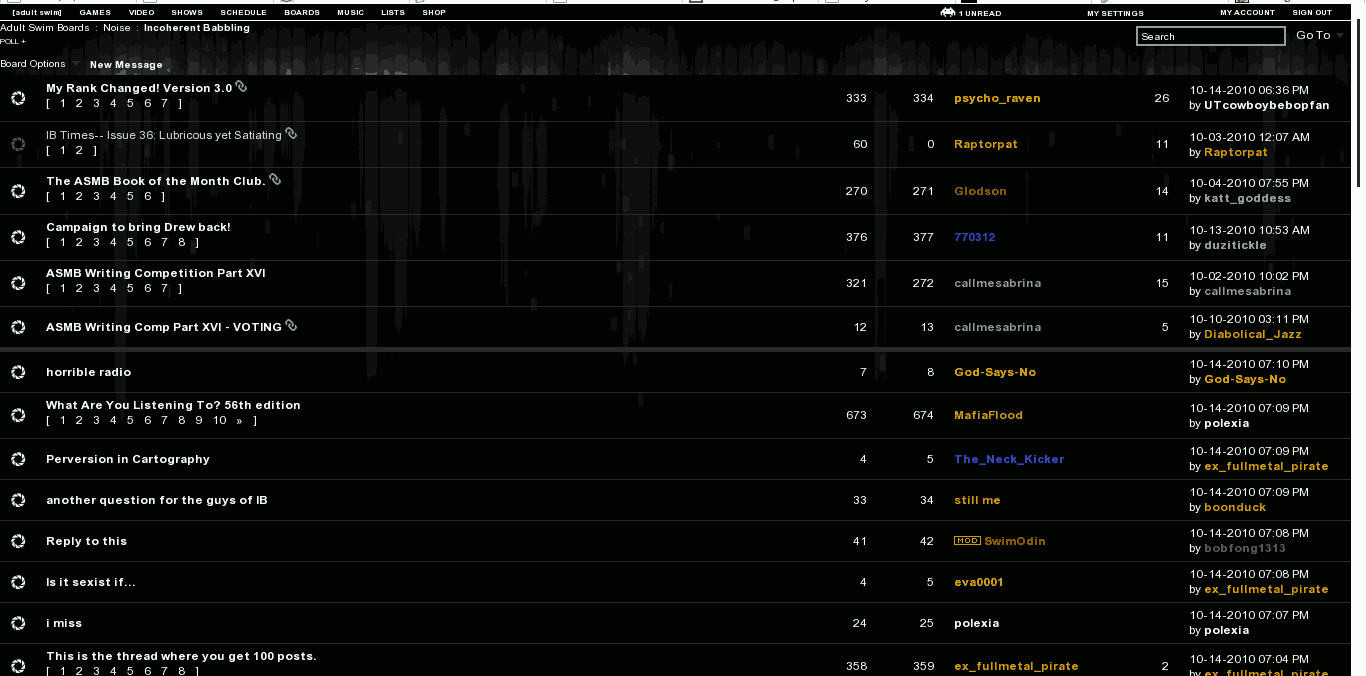 [adult swim] GAMES VIDEO SHOWS SCHEDULE BOARDS MUSIC LISTS SHOP 1 UNREAD MY SETTINGS MY ACCOUNT SIGN OUT
Adult Swim Boards : Noise : Incoherent Babbling
Search Go To
POLL +
Board Options New Message
My Rank Changed! Version 3.0
[ 1 2 3 4 5 6 7 ]
333 334 psycho_raven 26
10-14-2010 06:36 PM
by UTcowboybebopfan
IB Times-- Issue 36: Lubricous yet Satiating
[ 1 2 ]
60 0 Raptorpat 11
10-03-2010 12:07 AM
by Raptorpat
The ASMB Book of the Month Club.
[ 1 2 3 4 5 6 ]
270 271 Glodson 14
10-04-2010 07:55 PM
by katt_goddess
Campaign to bring Drew back!
[ 1 2 3 4 5 6 7 8 ]
376 377 770312 11
10-13-2010 10:53 AM
by duzitickle
ASMB Writing Competition Part XVI
[ 1 2 3 4 5 6 7 ]
321 272 callmesabrina 15
10-02-2010 10:02 PM
by callmesabrina
ASMB Writing Comp Part XVI - VOTING
12 13 callmesabrina 5
10-10-2010 03:11 PM
by Diabolical_Jazz
horrible radio
7 8 God-Says-No
10-14-2010 07:10 PM
by God-Says-No
What Are You Listening To? 56th edition
[ 1 2 3 4 5 6 7 8 9 10 » ]
673 674 MafiaFlood
10-14-2010 07:09 PM
by polexia
Perversion in Cartography
4 5 The_Neck_Kicker
10-14-2010 07:09 PM
by ex_fullmetal_pirate
another question for the guys of IB
33 34 still me
10-14-2010 07:09 PM
by boonduck
Reply to this
41 42 MOD SwimOdin
10-14-2010 07:08 PM
by bobfong1313
Is it sexist if...
4 5 eva0001
10-14-2010 07:08 PM
by ex_fullmetal_pirate
i miss
24 25 polexia
10-14-2010 07:07 PM
by polexia
This is the thread where you get 100 posts.
[ 1 2 3 4 5 6 7 8 ]
358 359 ex_fullmetal_pirate 2
10-14-2010 07:04 PM
by ex_fullmetal_pirate